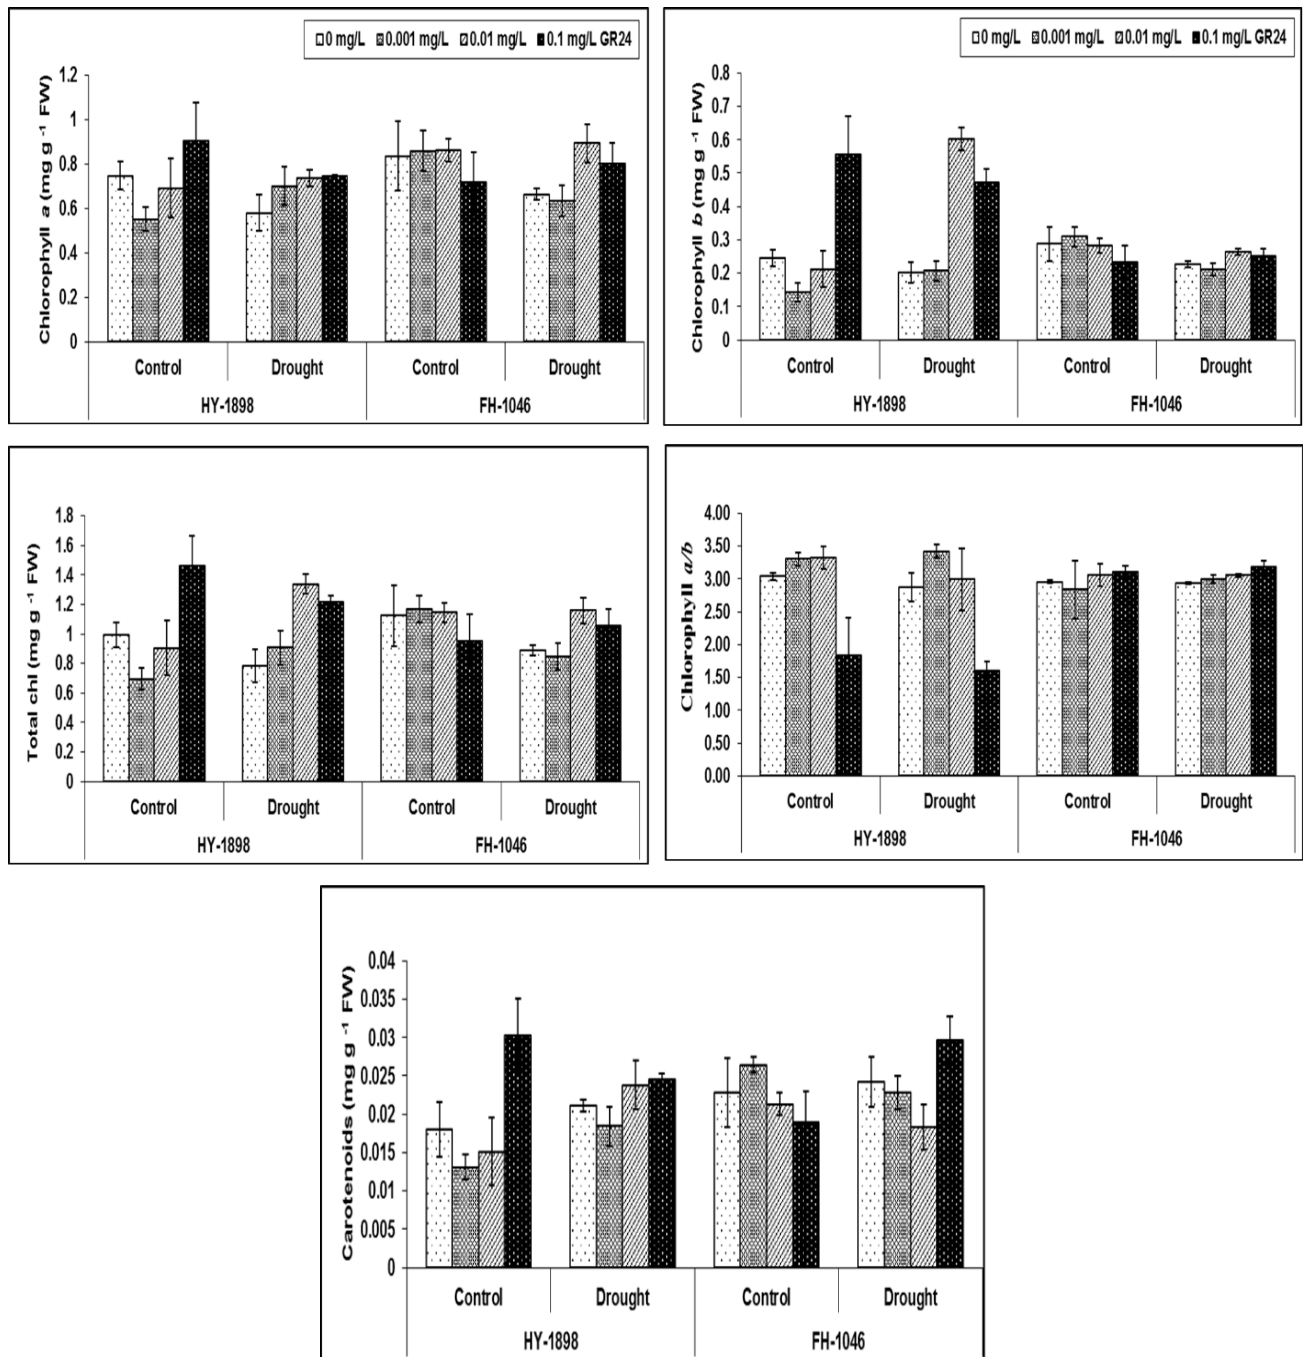 0 mg/L 0.001 mg/L 0.01 mg/L 0.1 mg/L GR24
Chlorophyll a (mg g -1 FW)
1.2
1
0.8
0.6
0.4
0.2
0
Control Drought Control Drought
HY-1898 FH-1046
0 mg/L 0.001 mg/L 0.01 mg/L 0.1 mg/L GR24
Chlorophyll b (mg g -1 FW)
0.8
0.7
0.6
0.5
0.4
0.3
0.2
0.1
0
Control Drought Control Drought
HY-1898 FH-1046
Total chl (mg g -1 FW)
1.8
1.6
1.4
1.2
1
0.8
0.6
0.4
0.2
0
Control Drought Control Drought
HY-1898 FH-1046
Chlorophyll a/b
4.00
3.50
3.00
2.50
2.00
1.50
1.00
0.50
0.00
Control Drought Control Drought
HY-1898 FH-1046
Carotenoids (mg g -1 FW)
0.04
0.035
0.03
0.025
0.02
0.015
0.01
0.005
0
Control Drought Control Drought
HY-1898 FH-1046